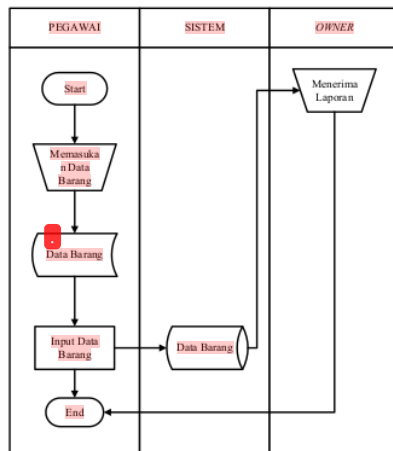 PEGAWAI
SISTEM
OWNER
Start
Menerima
Laporan
Memasuka
n Data
Barang
Data Barang
Input Data
Barang
Data Barang
End